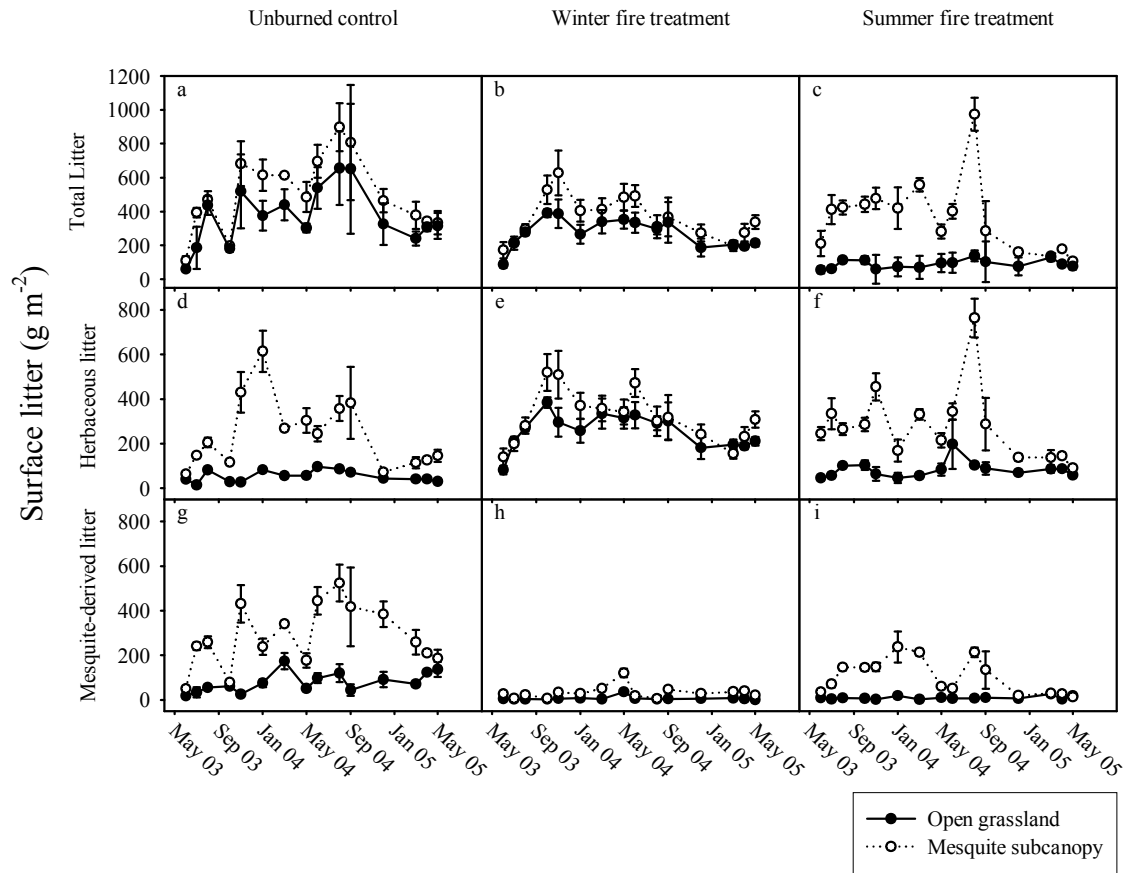 Unburned control Winter fire treatment Summer fire treatment
Surface litter (g m-2)
Total Litter
1200
1000
800
600
400
200
0
a
b
c
Herbaceous litter
800
600
400
200
0
d
e
f
Mesquite-derived litter
800
600
400
200
0
g
h
i
May 03 Sep 03 Jan 04 May 04 Sep 04 Jan 05 May 05
May 03 Sep 03 Jan 04 May 04 Sep 04 Jan 05 May 05
May 03 Sep 03 Jan 04 May 04 Sep 04 Jan 05 May 05
Open grassland
Mesquite subcanopy